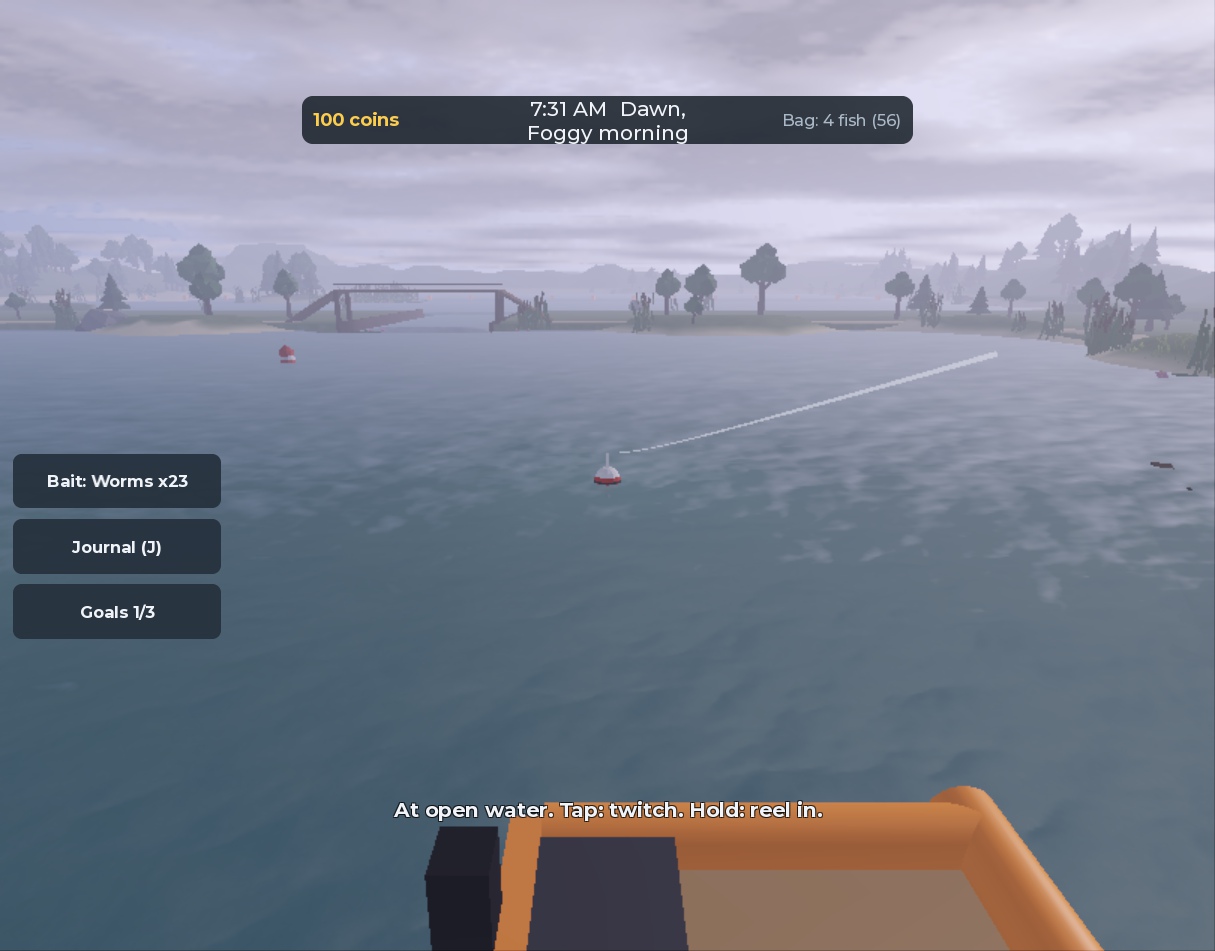 100 coins
7:31 AM  Dawn,
Foggy morning
Bag: 4 fish (56)
Bait: Worms x23
Journal (J)
Goals 1/3
At open water. Tap: twitch. Hold: reel in.